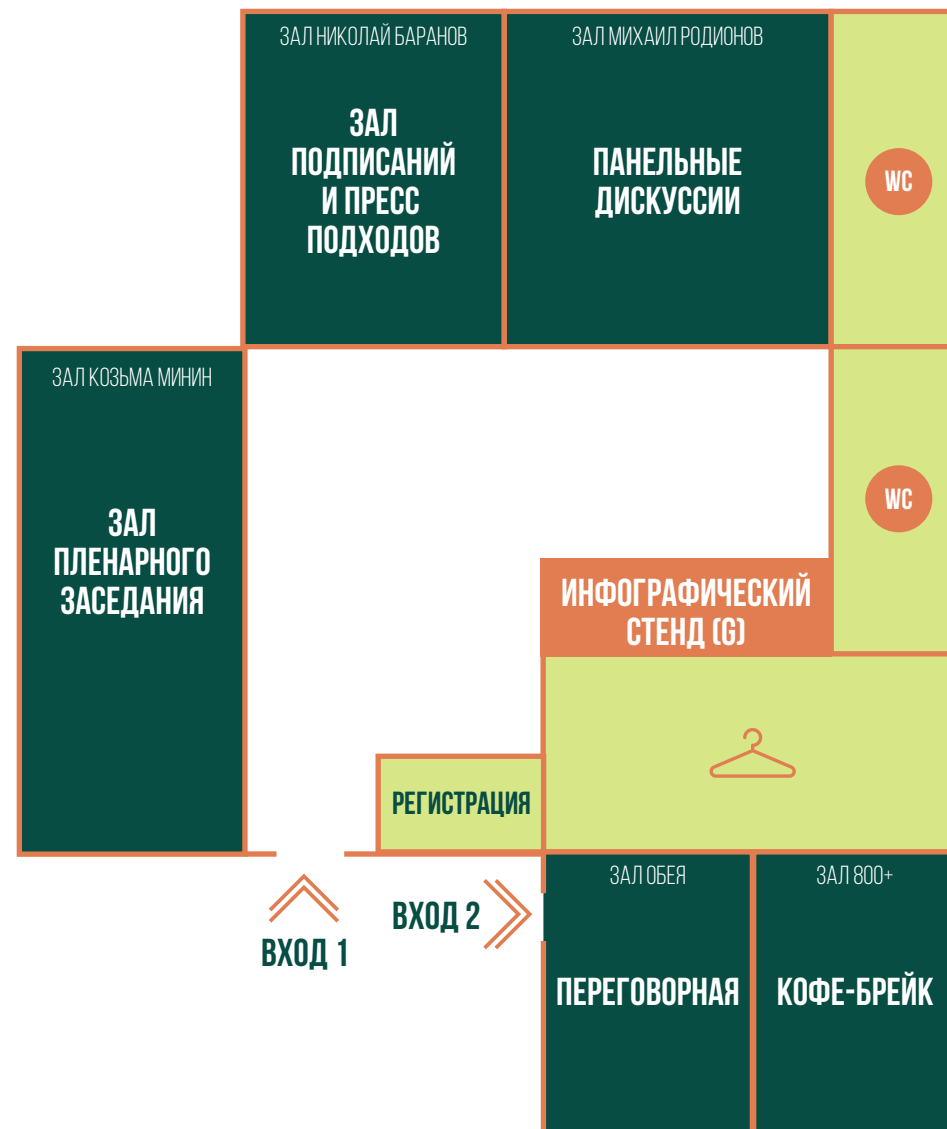 ЗАЛ НИКОЛАЙ БАРАНОВ
ЗАЛ
ПОДПИСАНИЙ
И ПРЕСС
ПОДХОДОВ
ЗАЛ МИХАИЛ РОДИОНОВ
ПАНЕЛЬНЫЕ
ДИСКУССИИ
WC
ЗАЛ КОЗЬМА МИНИН
ЗАЛ
ПЛЕНАРНОГО
ЗАСЕДАНИЯ
WC
ИНФОГРАФИЧЕСКИЙ
СТЕНД (G)
РЕГИСТРАЦИЯ
ВХОД 1
ВХОД 2
ЗАЛ ОБЕЯ
ПЕРЕГОВОРНАЯ
ЗАЛ 800+
КОФЕ-БРЕЙК